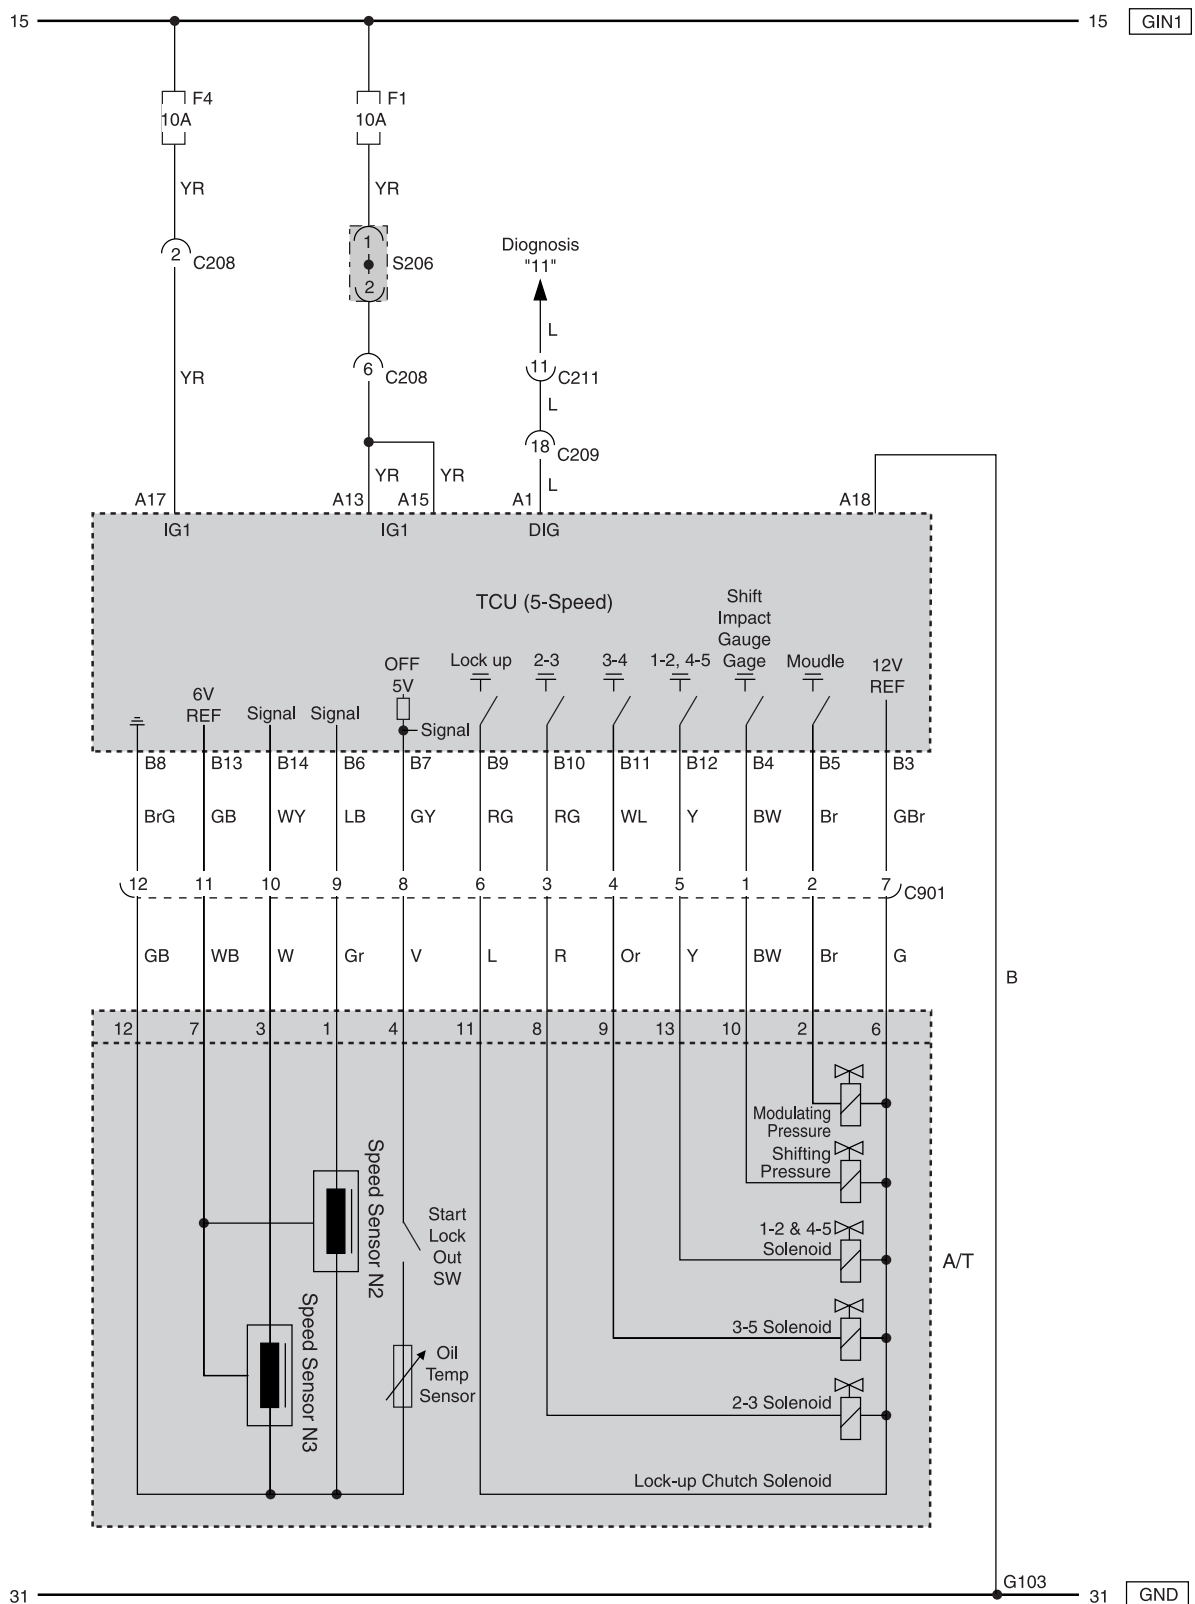 15
15 GIN1
F4
10A
F1
10A
YR
YR
2 C208
1
S206
2
Diognosis
"11"
L
6 C208
11 C211
YR
L
18 C209
YR YR L
A17 A13 A15 A1 A18
IG1 IG1 DIG
TCU (5-Speed)
Shift
Impact
Gauge
Gage
OFF
5V
Lock up 2-3 3-4 1-2, 4-5 Moudle 12V
REF
6V
REF
Signal Signal Signal
B8 B13 B14 B6 B7 B9 B10 B11 B12 B4 B5 B3
BrG GB WY LB GY RG RG WL Y BW Br GBr
12 11 10 9 8 6 3 4 5 1 2 7 C901
GB WB W Gr V L R Or Y BW Br G
B
12 7 3 1 4 11 8 9 13 10 2 6
Modulating
Pressure
Shifting
Pressure
Speed Sensor N2
Start
Lock
Out
SW
1-2 & 4-5
Solenoid
A/T
Speed Sensor N3
3-5 Solenoid
Oil
Temp
Sensor
2-3 Solenoid
Lock-up Chutch Solenoid
G103
31
31 GND